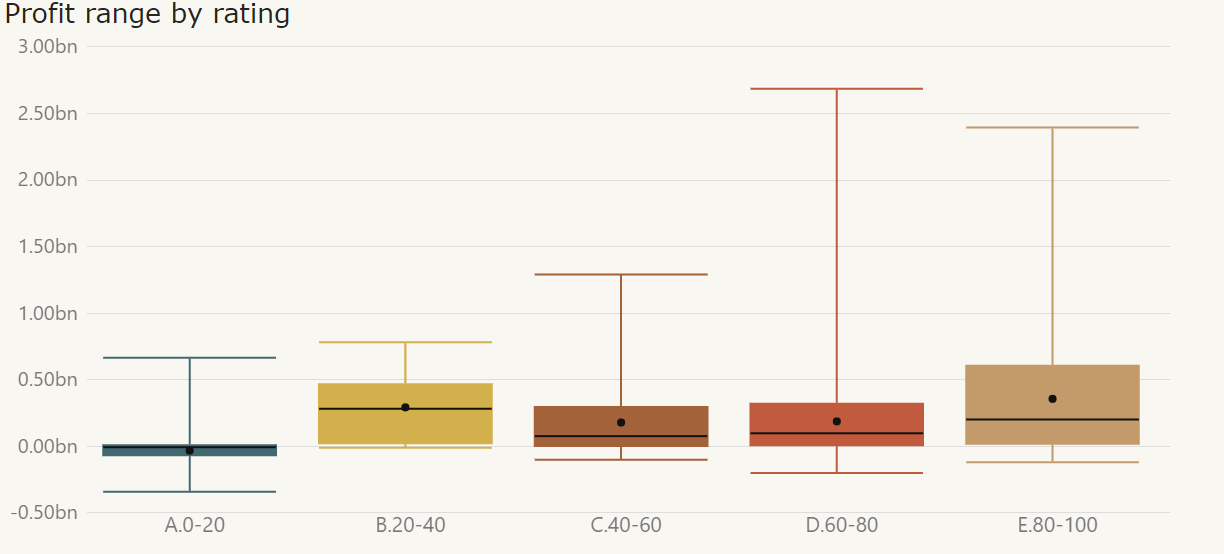 Profit range by rating
3.00bn
2.50bn
2.00bn
1.50bn
1.00bn
0.50bn
0.00bn
-0.50bn
A.0-20 B.20-40 C.40-60 D.60-80 E.80-100